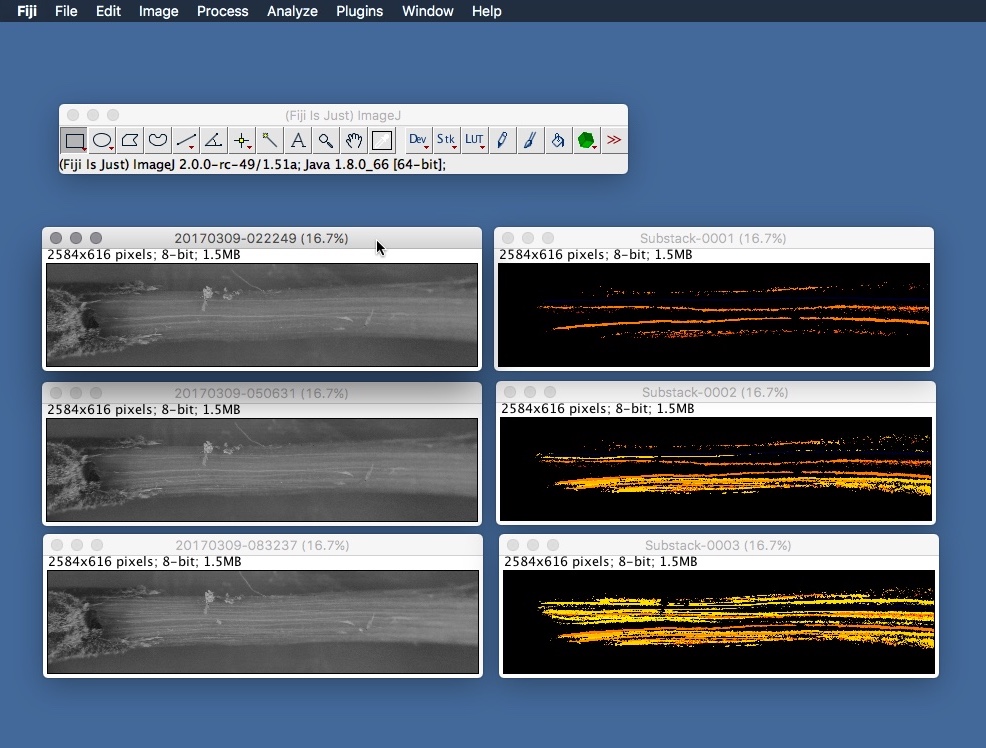 Fiji File Edit Image Process Analyze Plugins Window Help
(Fiji Is Just) ImageJ
A Dev Stk LUT >>
(Fiji Is Just) ImageJ 2.0.0-rc-49/1.51a; Java 1.8.0_66 [64-bit];
20170309-022249 (16.7%)
2584x616 pixels; 8-bit; 1.5MB
Substack-0001 (16.7%)
2584x616 pixels; 8-bit; 1.5MB
20170309-050631 (16.7%)
2584x616 pixels; 8-bit; 1.5MB
Substack-0002 (16.7%)
2584x616 pixels; 8-bit; 1.5MB
20170309-083237 (16.7%)
2584x616 pixels; 8-bit; 1.5MB
Substack-0003 (16.7%)
2584x616 pixels; 8-bit; 1.5MB